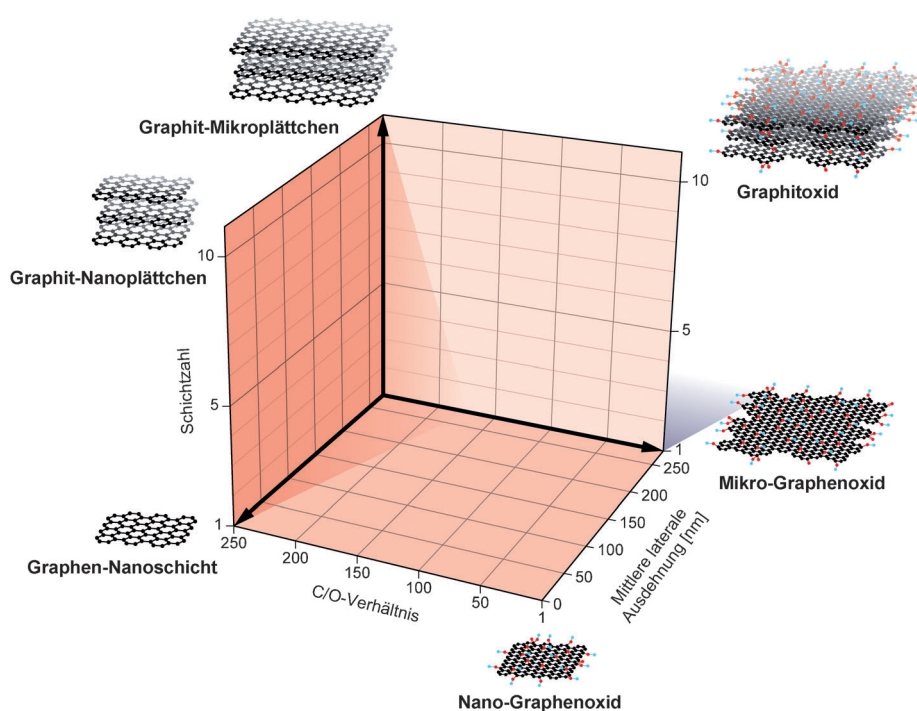 Graphit-Mikroplättchen
Graphitoxid
Graphit-Nanoplättchen
10
10
Schichtzahl
5
5
1
1
Mikro-Graphenoxid
Graphen-Nanoschicht
250
200
150
100
50
1
C/O-Verhältnis
0
50
100
150
200
250
Mittlere laterale
Ausdehnung [nm]
Nano-Graphenoxid